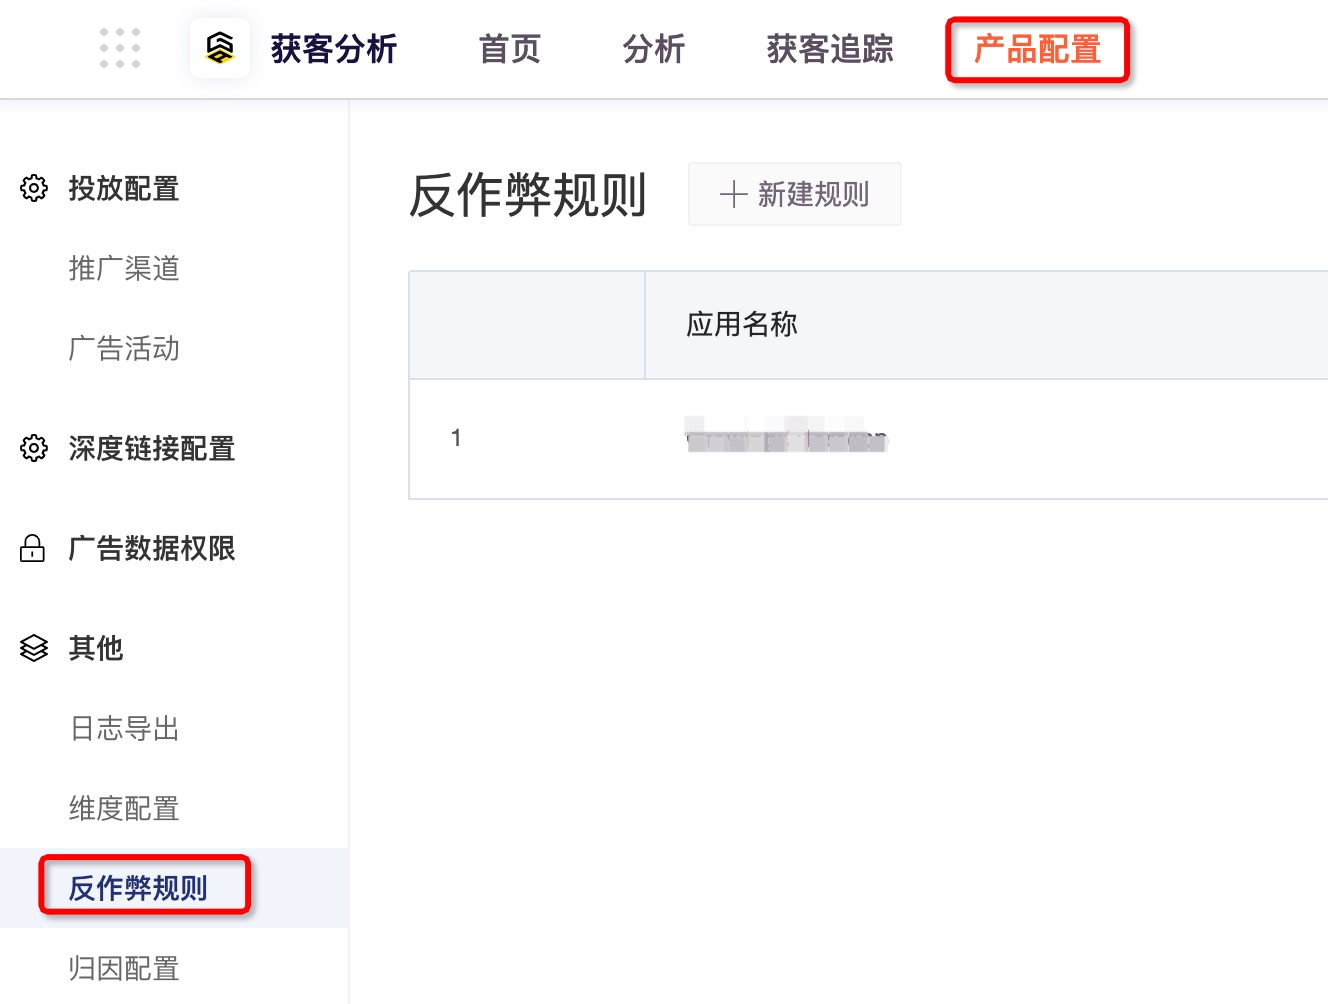 获客分析 首页 分析 获客追踪 产品配置
投放配置
推广渠道
广告活动
深度链接配置
广告数据权限
其他
日志导出
维度配置
反作弊规则
归因配置
反作弊规则 新建规则
应用名称
1